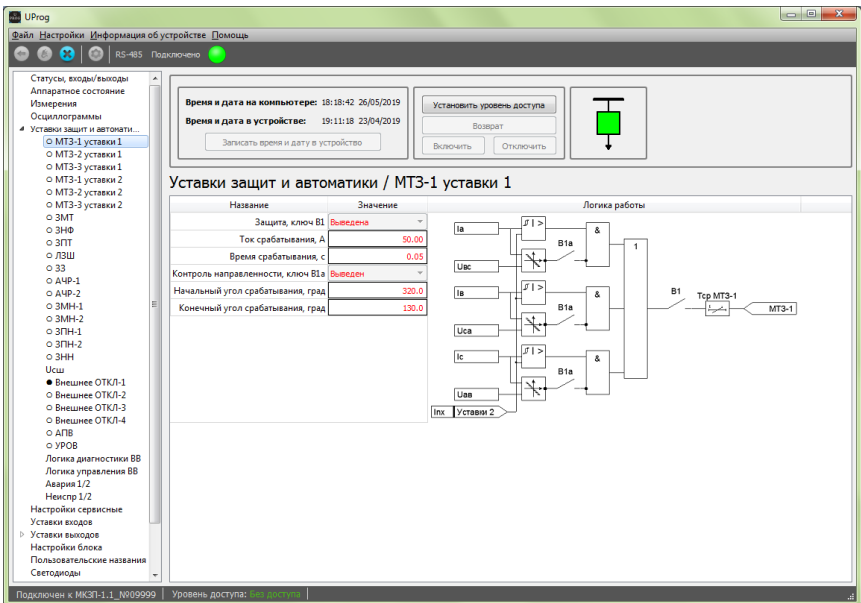 UProg
Файл Настройки Информация об устройстве Помощь
RS-485 Подключено
Статусы, входы/выходы
Аппаратное состояние
Измерения
Осциллограммы
Уставки защит и автомати...
МТЗ-1 уставки 1
МТЗ-2 уставки 1
МТЗ-3 уставки 1
МТЗ-1 уставки 2
МТЗ-2 уставки 2
МТЗ-3 уставки 2
ЗМТ
ЗНФ
ЗПТ
ЛЗШ
ЗЗ
АЧР-1
АЧР-2
ЗМН-1
ЗМН-2
ЗПН-1
ЗПН-2
ЗНН
Uсш
Внешнее ОТКЛ-1
Внешнее ОТКЛ-2
Внешнее ОТКЛ-3
Внешнее ОТКЛ-4
АПВ
УРОВ
Логика диагностики ВВ
Логика управления ВВ
Авария 1/2
Неиспр 1/2
Настройки сервисные
Уставки входов
Уставки выходов
Настройки блока
Пользовательские названия
Светодиоды
Время и дата на компьютере: 18:18:42 26/05/2019
Время и дата в устройстве: 19:11:18 23/04/2019
Записать время и дату в устройство
Установить уровень доступа
Возврат
Включить Отключить
Уставки защит и автоматики / МТЗ-1 уставки 1
Название Значение Логика работы
Защита, ключ В1 Выведена
Ток срабатывания, А 50.00
Время срабатывания, с 0.05
Контроль направленности, ключ В1а Выведен
Начальный угол срабатывания, град 320.0
Конечный угол срабатывания, град 130.0
Iа I > &
В1а 1
Uвс
Iв I > &
В1 Тср МТЗ-1
В1а МТЗ-1
Uса
Iс I > &
В1а
Uав
Inx Уставки 2
Подключен к МКЗП-1.1_№09999 Уровень доступа: Без доступа